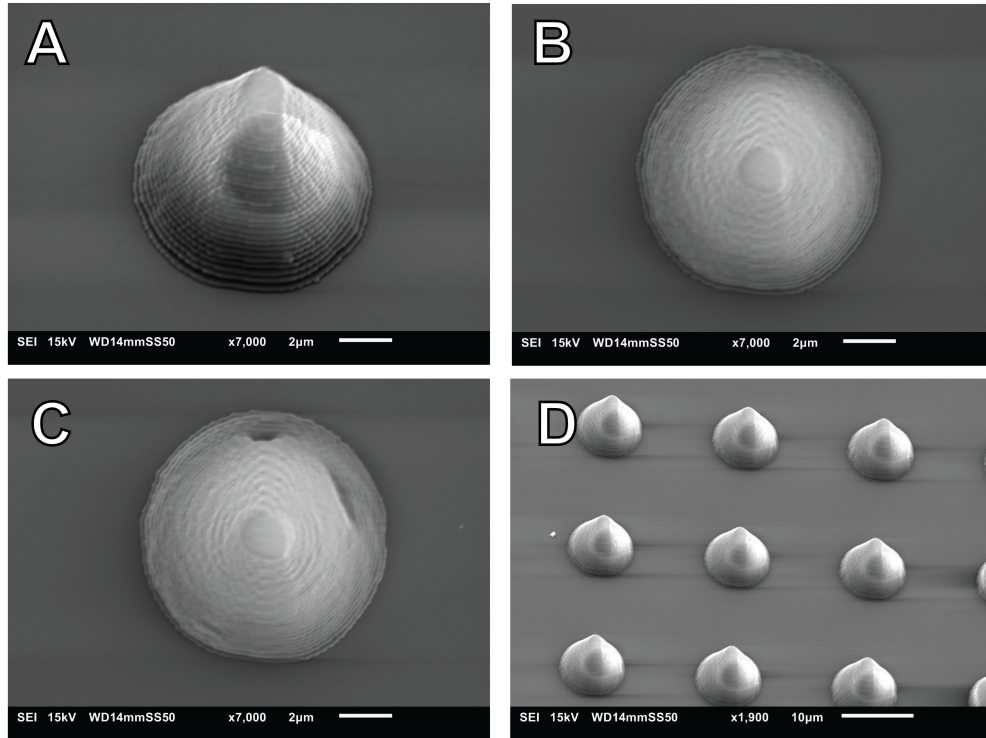 A
B
SEI 15kV WD14mmSS50 x7,000 2µm
SEI 15kV WD14mmSS50 x7,000 2µm
C
D
SEI 15kV WD14mmSS50 x7,000 2µm
SEI 15kV WD14mmSS50 x1,900 10µm